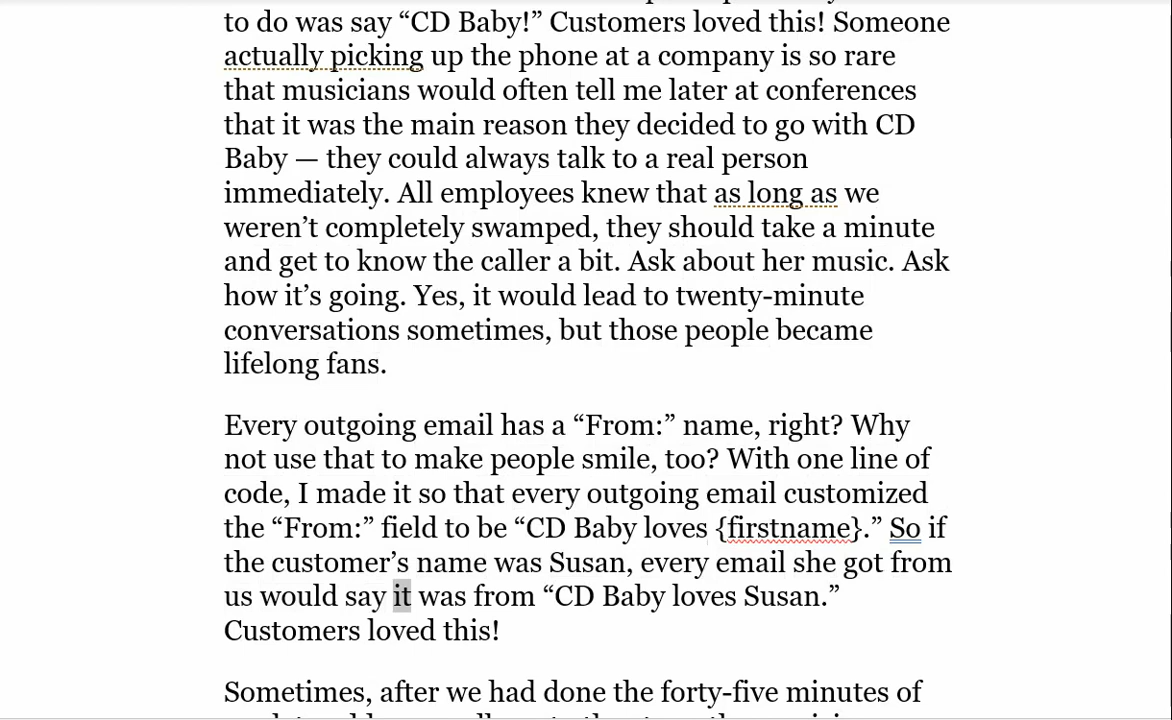 to do was say “CD Baby!” Customers loved this! Someone
actually picking up the phone at a company is so rare
that musicians would often tell me later at conferences
that it was the main reason they decided to go with CD
Baby — they could always talk to a real person
immediately. All employees knew that as long as we
weren’t completely swamped, they should take a minute
and get to know the caller a bit. Ask about her music. Ask
how it’s going. Yes, it would lead to twenty-minute
conversations sometimes, but those people became
lifelong fans.
Every outgoing email has a “From:” name, right? Why
not use that to make people smile, too? With one line of
code, I made it so that every outgoing email customized
the “From:” field to be “CD Baby loves {firstname}.” So if
the customer’s name was Susan, every email she got from
us would say it was from “CD Baby loves Susan.”
Customers loved this!
Sometimes, after we had done the forty-five minutes of